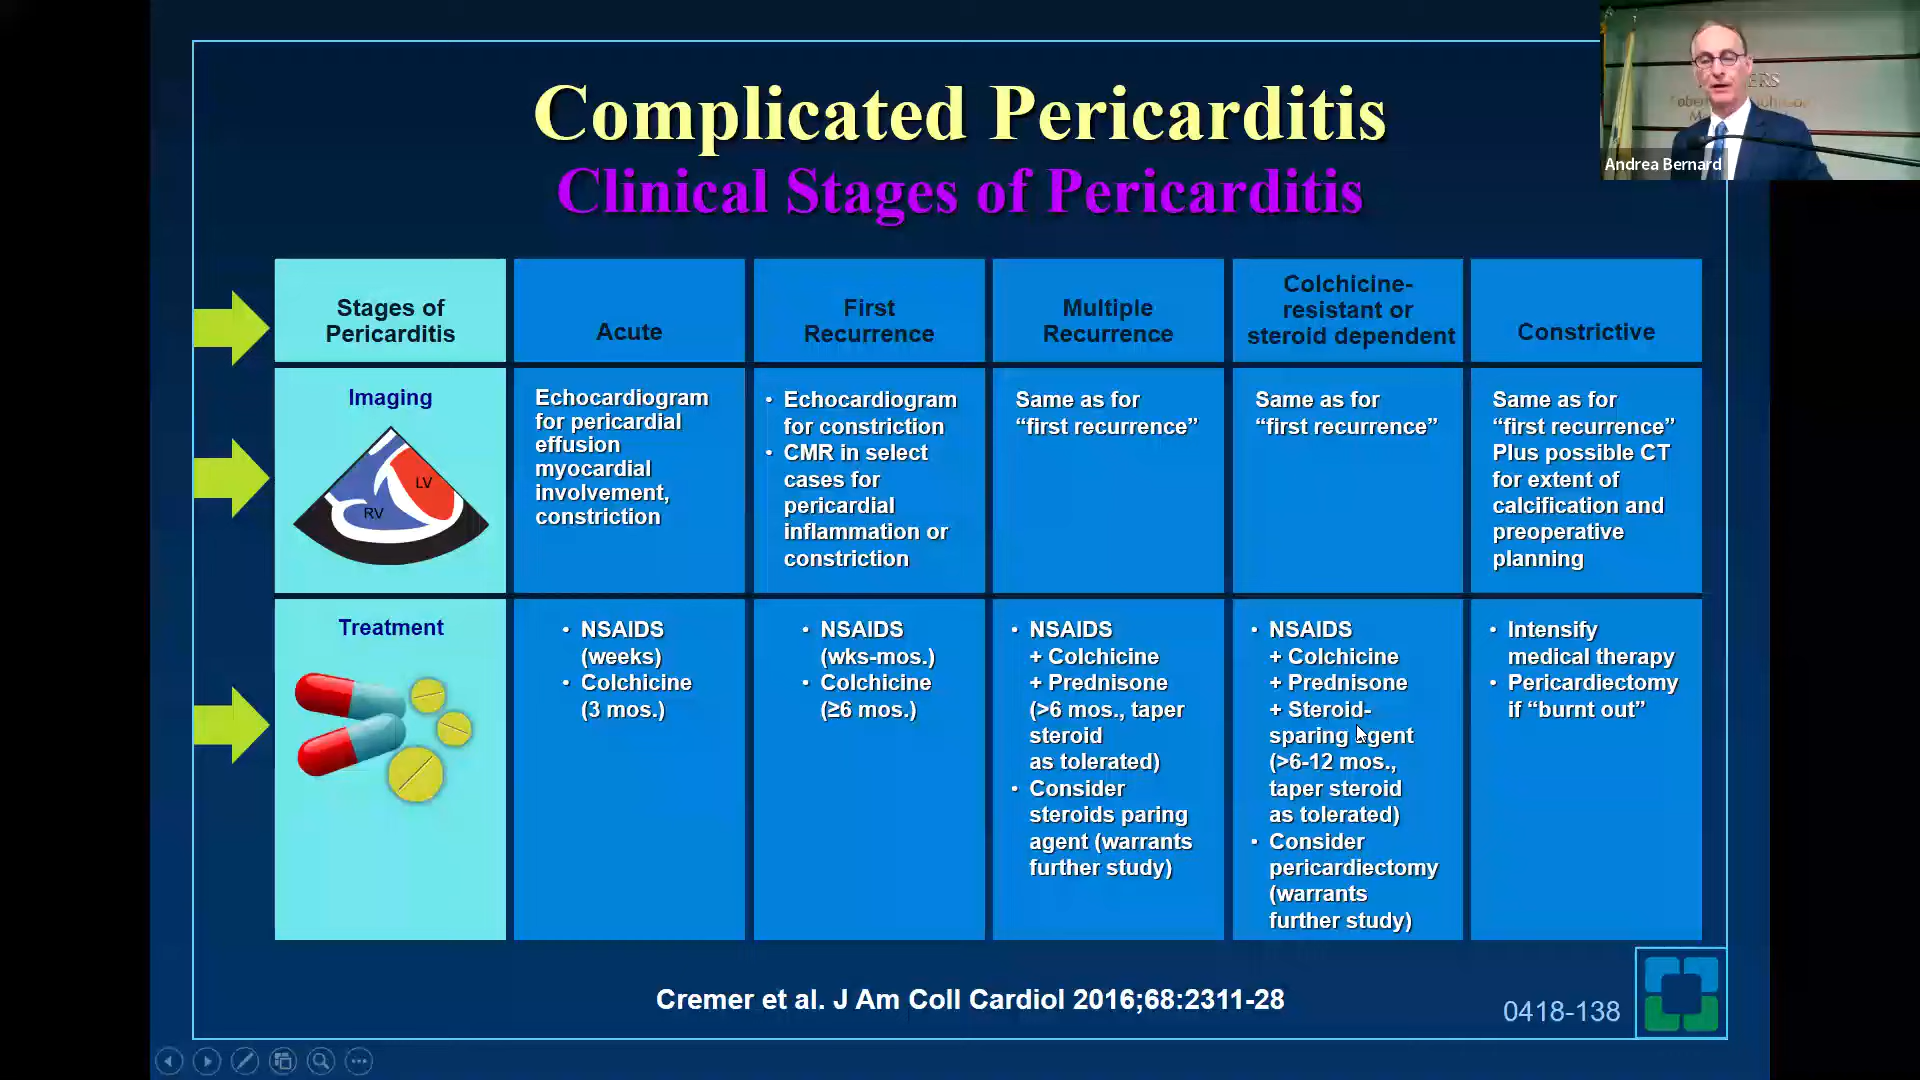 Complicated Pericarditis
Clinical Stages of Pericarditis
Andrea Bernard
Stages of
Pericarditis
Acute
First
Recurrence
Multiple
Recurrence
Colchicine-
resistant or
steroid dependent
Constrictive
Imaging
LV
RV
Echocardiogram
for pericardial
effusion
myocardial
involvement,
constriction
• Echocardiogram
for constriction
• CMR in select
cases for
pericardial
inflammation or
constriction
Same as for
“first recurrence”
Same as for
“first recurrence”
Same as for
“first recurrence”
Plus possible CT
for extent of
calcification and
preoperative
planning
Treatment
• NSAIDS
(weeks)
• Colchicine
(3 mos.)
• NSAIDS
(wks-mos.)
• Colchicine
(≥6 mos.)
• NSAIDS
+ Colchicine
+ Prednisone
(>6 mos., taper
steroid
as tolerated)
• Consider
steroids paring
agent (warrants
further study)
• NSAIDS
+ Colchicine
+ Prednisone
+ Steroid-
sparing agent
(>6-12 mos.,
taper steroid
as tolerated)
• Consider
pericardiectomy
(warrants
further study)
• Intensify
medical therapy
• Pericardiectomy
if “burnt out”
Cremer et al. J Am Coll Cardiol 2016;68:2311-28
0418-138